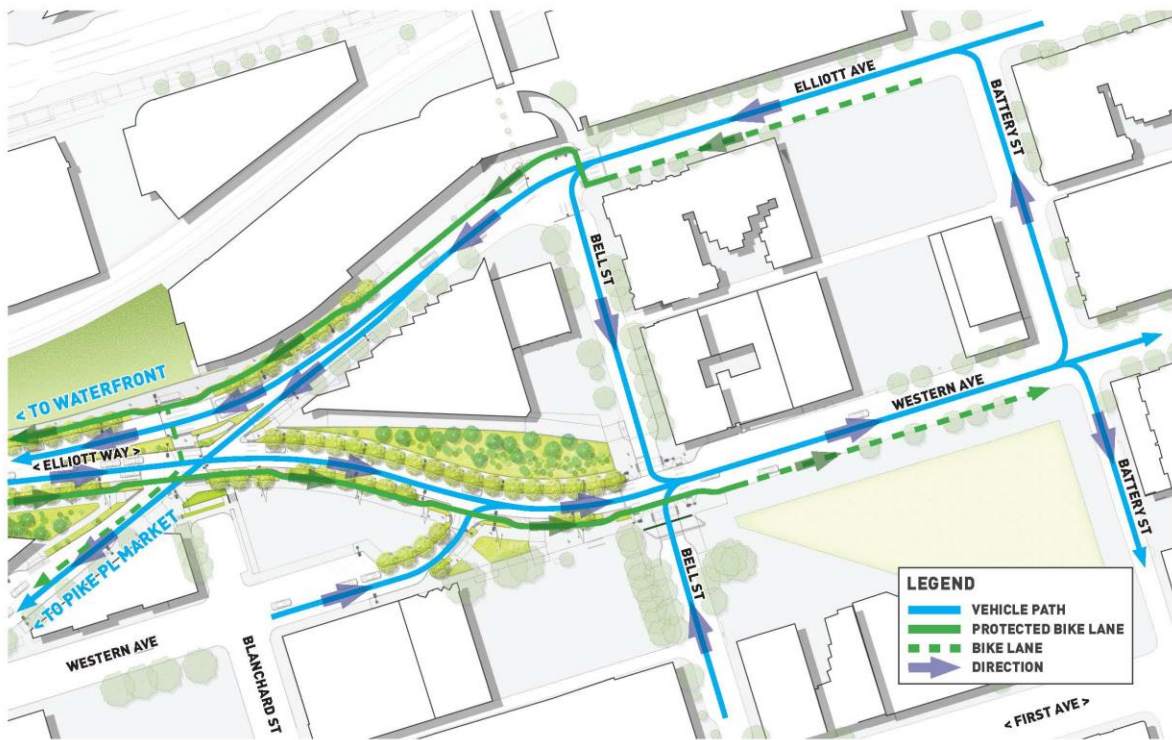 ELLIOTT AVE
BATTERY ST
BELL ST
WESTERN AVE
< TO WATERFRONT
< ELLIOTT WAY >
< TO PIKE PL MARKET
BATTERY ST
BELL ST
WESTERN AVE
BLANCHARD ST
LEGEND
VEHICLE PATH
PROTECTED BIKE LANE
BIKE LANE
DIRECTION
< FIRST AVE >